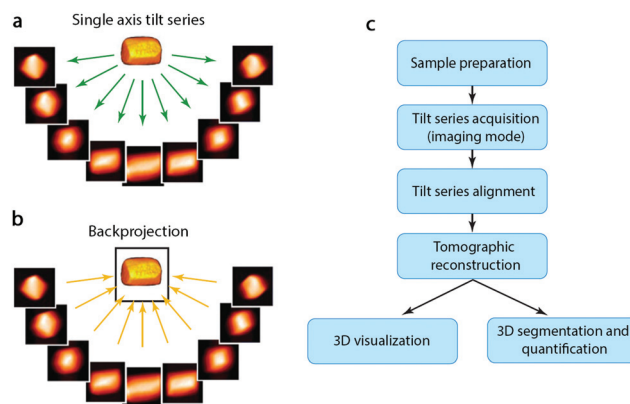 a
Single axis tilt series
b
Backprojection
c
Sample preparation
Tilt series acquisition
(imaging mode)
Tilt series alignment
Tomographic
reconstruction
3D visualization
3D segmentation and
quantification